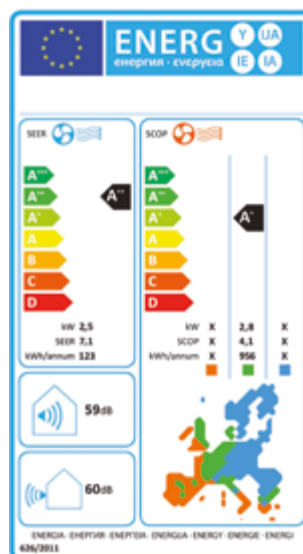 ENERG Y UA
енергия · ενεργεια IE IA
SEER
SCOP
A+++
A++
A+
A
B
C
D
A++
A+++
A++
A+
A
B
C
D
A+
kW 2,5
SEER 7,1
kWh/annum 123
kW X 2,8 X
SCOP X 4,1 X
kWh/annum X 956 X
59dB
60dB
ENERGIA · ЕНЕРГИЯ · ΕΝΕΡΓΕΙΑ · ENERGIJA · ENERGY · ENERGIE · ENERGI
626/2011